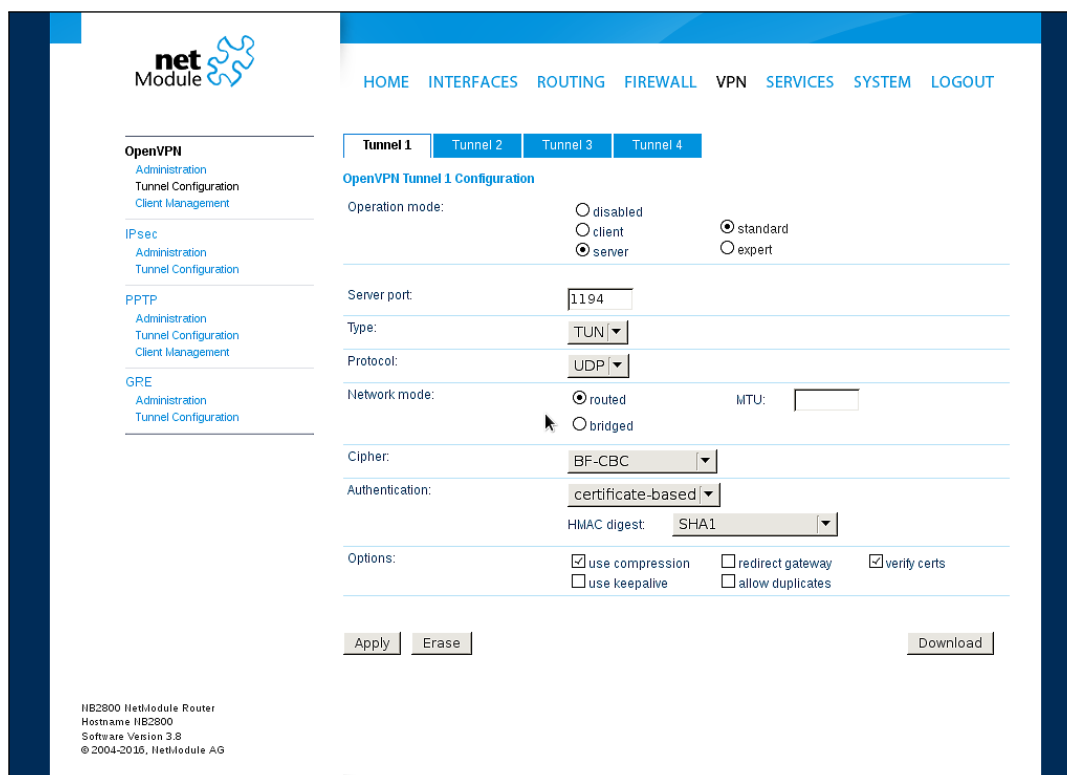 net
Module
HOME INTERFACES ROUTING FIREWALL VPN SERVICES SYSTEM LOGOUT
OpenVPN
Administration
Tunnel Configuration
Client Management
IPsec
Administration
Tunnel Configuration
PPTP
Administration
Tunnel Configuration
Client Management
GRE
Administration
Tunnel Configuration
Tunnel 1 Tunnel 2 Tunnel 3 Tunnel 4
OpenVPN Tunnel 1 Configuration
Operation mode:
disabled
client
server
standard
expert
Server port: 1194
Type: TUN
Protocol: UDP
Network mode: routed MTU:
bridged
Cipher: BF-CBC
Authentication: certificate-based
HMAC digest: SHA1
Options: use compression redirect gateway verify certs
use keepalive allow duplicates
Apply Erase Download
NB2800 NetModule Router
Hostname NB2800
Software Version 3.8
© 2004-2016, NetModule AG